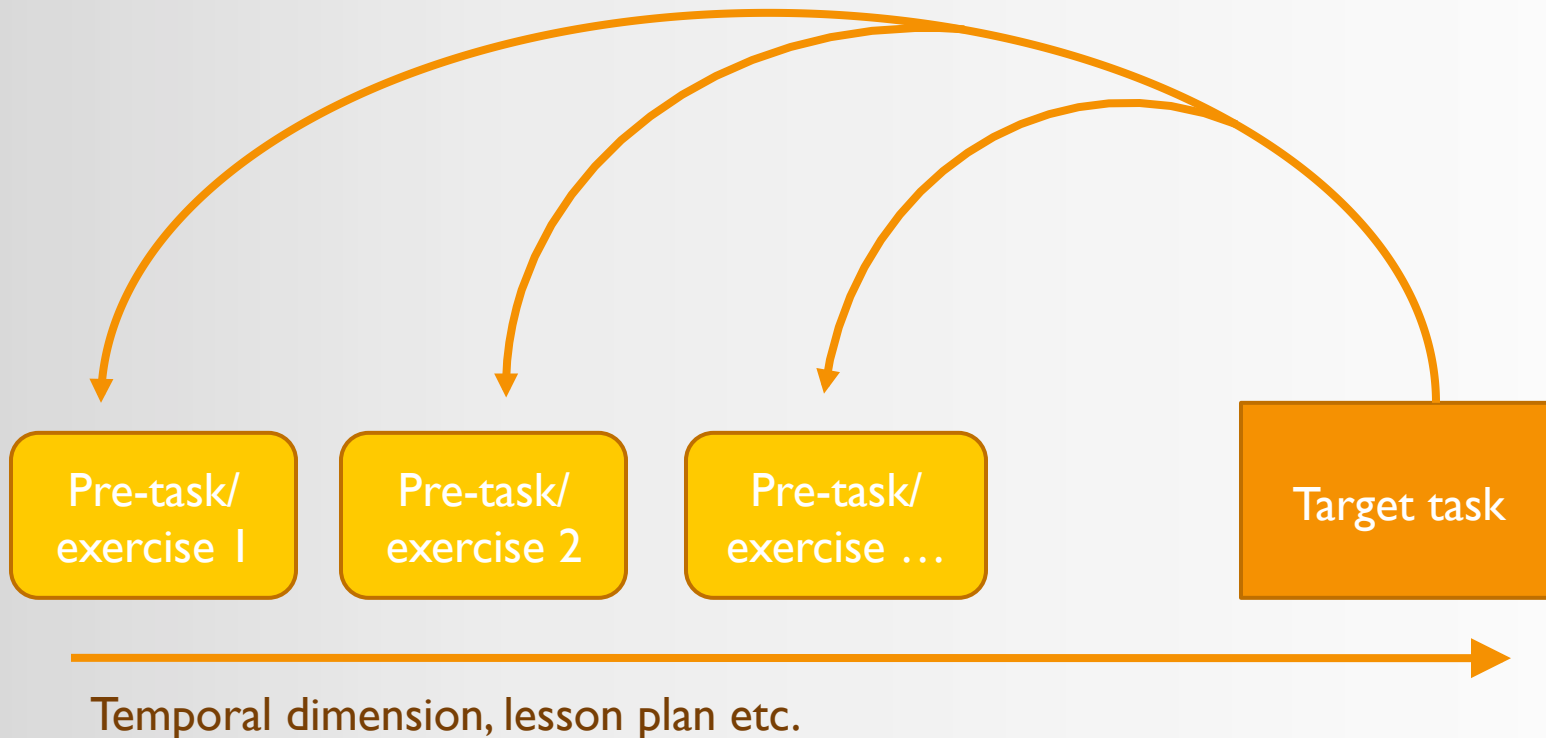 Pre-task/
exercise 1
Pre-task/
exercise 2
Pre-task/
exercise …
Target task
Temporal dimension, lesson plan etc.